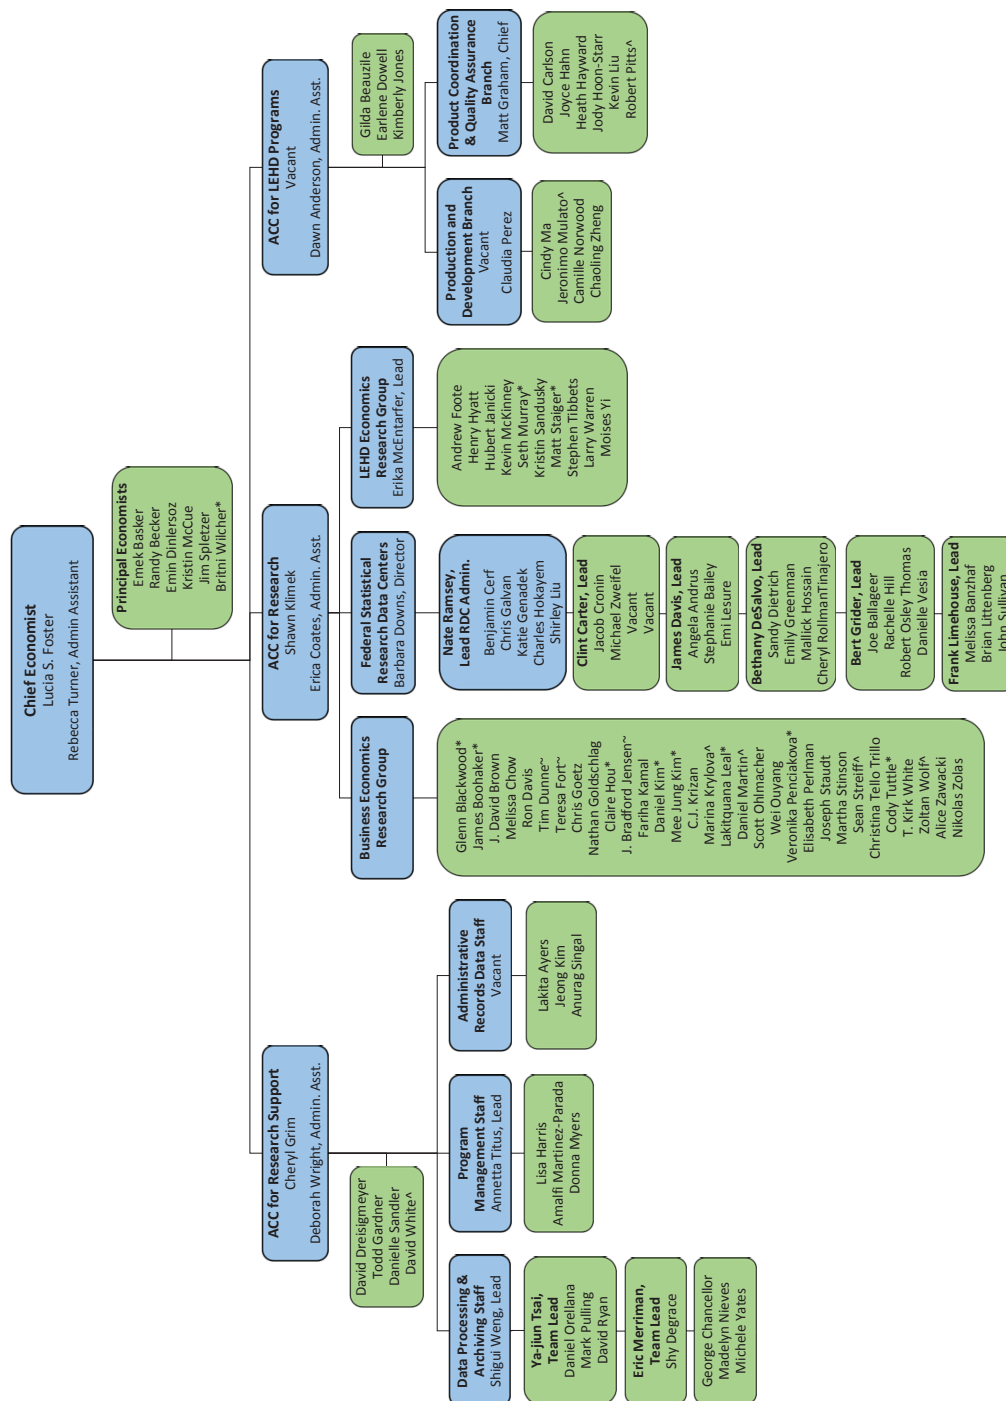 Chief Economist
Lucia S. Foster
Rebecca Turner, Admin Assistant
Principal Economists
Emek Basker
Randy Becker
Emin Dinlersoz
Kristin McCue
Jim Spletzer
Britni Wilcher*
ACC for Research Support
Cheryl Grim
Deborah Wright, Admin. Asst.
David Dreisigmeyer
Todd Gardner
Danielle Sandler
David White^
Data Processing &
Archiving Staff
Shigui Weng, Lead
Ya-jiun Tsai,
Team Lead
Daniel Orellana
Mark Pulling
David Ryan
Eric Merriman,
Team Lead
Shy Degrace
George Chancellor
Madelyn Nieves
Michele Yates
Program
Management Staff
Annetta Titus, Lead
Lisa Harris
Amalfi Martinez-Parada
Donna Myers
Administrative
Records Data Staff
Vacant
Lakita Ayers
Jeong Kim
Anurag Singal
ACC for Research
Shawn Klimek
Erica Coates, Admin. Asst.
Business Economics
Research Group
Glenn Blackwood*
James Boohaker*
J. David Brown
Melissa Chow
Ron Davis
Tim Dunne~
Teresa Fort~
Chris Goetz
Nathan Goldschlag
Claire Hou*
J. Bradford Jensen~
Fariha Kamal
Daniel Kim*
Mee Jung Kim*
C.J. Krizan
Marina Krylova^
Lakitquana Leal*
Daniel Martin^
Scott Ohlmacher
Wei Ouyang
Veronika Penciakova*
Elisabeth Perlman
Joseph Staudt
Martha Stinson
Sean Streiff^
Christina Tello Trillo
Cody Tuttle*
T. Kirk White
Zoltan Wolf^
Alice Zawacki
Nikolas Zolas
Federal Statistical
Research Data Centers
Barbara Downs, Director
Nate Ramsey,
Lead RDC Admin.
Benjamin Cerf
Chris Galvan
Katie Genadek
Charles Hokayem
Shirley Liu
Clint Carter, Lead
Jacob Cronin
Michael Zweifel
Vacant
Vacant
James Davis, Lead
Angela Andrus
Stephanie Bailey
Emi Lesure
Bethany DeSalvo, Lead
Sandy Dietrich
Emily Greenman
Mallick Hossain
Cheryl RollmanTinajero
Bert Grider, Lead
Joe Ballageer
Rachelle Hill
Robert Osley Thomas
Danielle Vesia
Frank Limehouse, Lead
Melissa Banzhaf
Brian Littenberg
John Sullivan
LEHD Economics
Research Group
Erika McEntarfer, Lead
Andrew Foote
Henry Hyatt
Hubert Janicki
Kevin McKinney
Seth Murray*
Kristin Sandusky
Matt Staiger*
Stephen Tibbets
Larry Warren
Moises Yi
ACC for LEHD Programs
Vacant
Dawn Anderson, Admin. Asst.
Gilda Beauzile
Earlene Dowell
Kimberly Jones
Production and
Development Branch
Vacant
Claudia Perez
Cindy Ma
Jeronimo Mulato^
Camille Norwood
Chaoling Zheng
Product Coordination
& Quality Assurance
Branch
Matt Graham, Chief
David Carlson
Joyce Hahn
Heath Hayward
Jody Hoon-Starr
Kevin Liu
Robert Pitts^